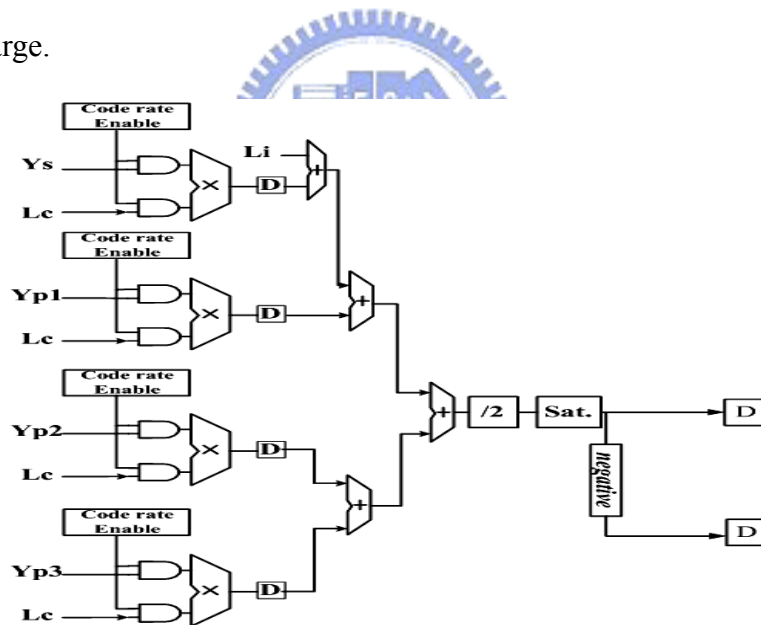 arge.
Code rate
Enable
Ys
Li
+
×
D
Lc
Code rate
Enable
Yp1
+
×
D
Lc
Code rate
Enable
+
/2
Sat.
D
Yp2
×
D
negative
Lc
+
Code rate
Enable
D
Yp3
×
D
Lc